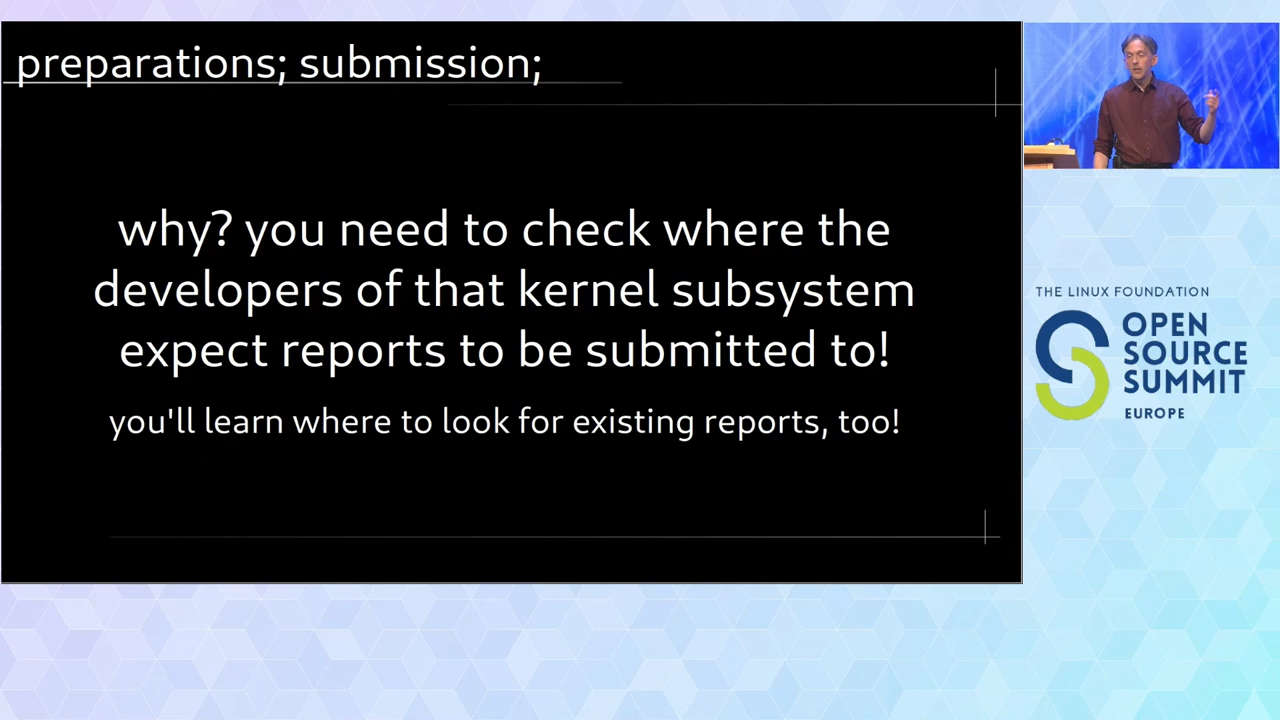 preparations; submission;
why? you need to check where the
developers of that kernel subsystem
expect reports to be submitted to!
you'll learn where to look for existing reports, too!
THE LINUX FOUNDATION
OPEN
SOURCE
SUMMIT
EUROPE